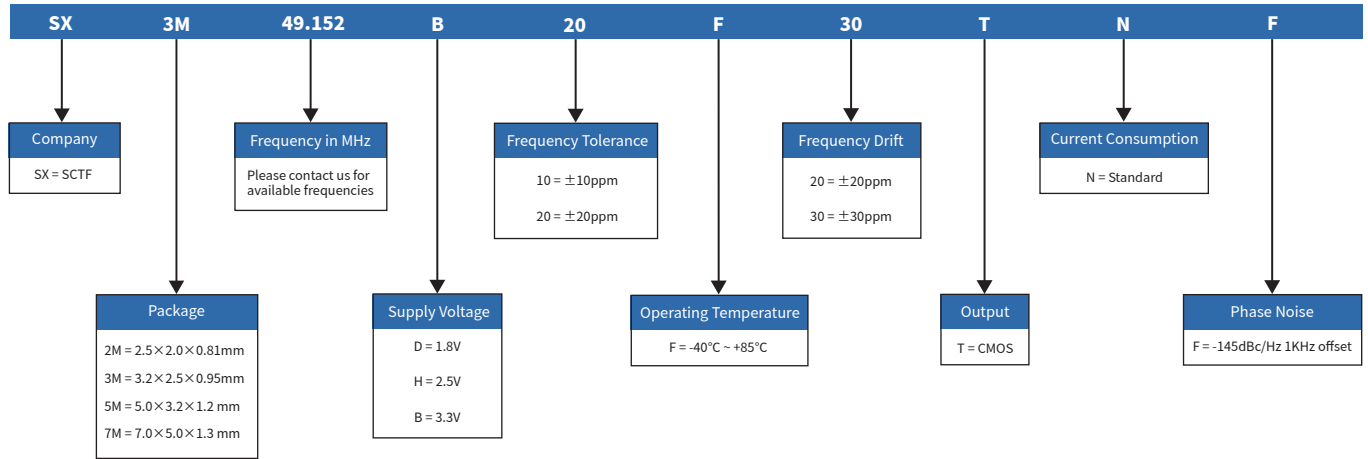 SX 3M 49.152 B 20 F 30 T N F
Company
SX = SCTF
Frequency in MHz
Please contact us for
available frequencies
Frequency Tolerance
10 = ±10ppm
20 = ±20ppm
Frequency Drift
20 = ±20ppm
30 = ±30ppm
Current Consumption
N = Standard
Package
2M = 2.5×2.0×0.81mm
3M = 3.2×2.5×0.95mm
5M = 5.0×3.2×1.2 mm
7M = 7.0×5.0×1.3 mm
Supply Voltage
D = 1.8V
H = 2.5V
B = 3.3V
Operating Temperature
F = -40°C ~ +85°C
Output
T = CMOS
Phase Noise
F = -145dBc/Hz 1KHz offset